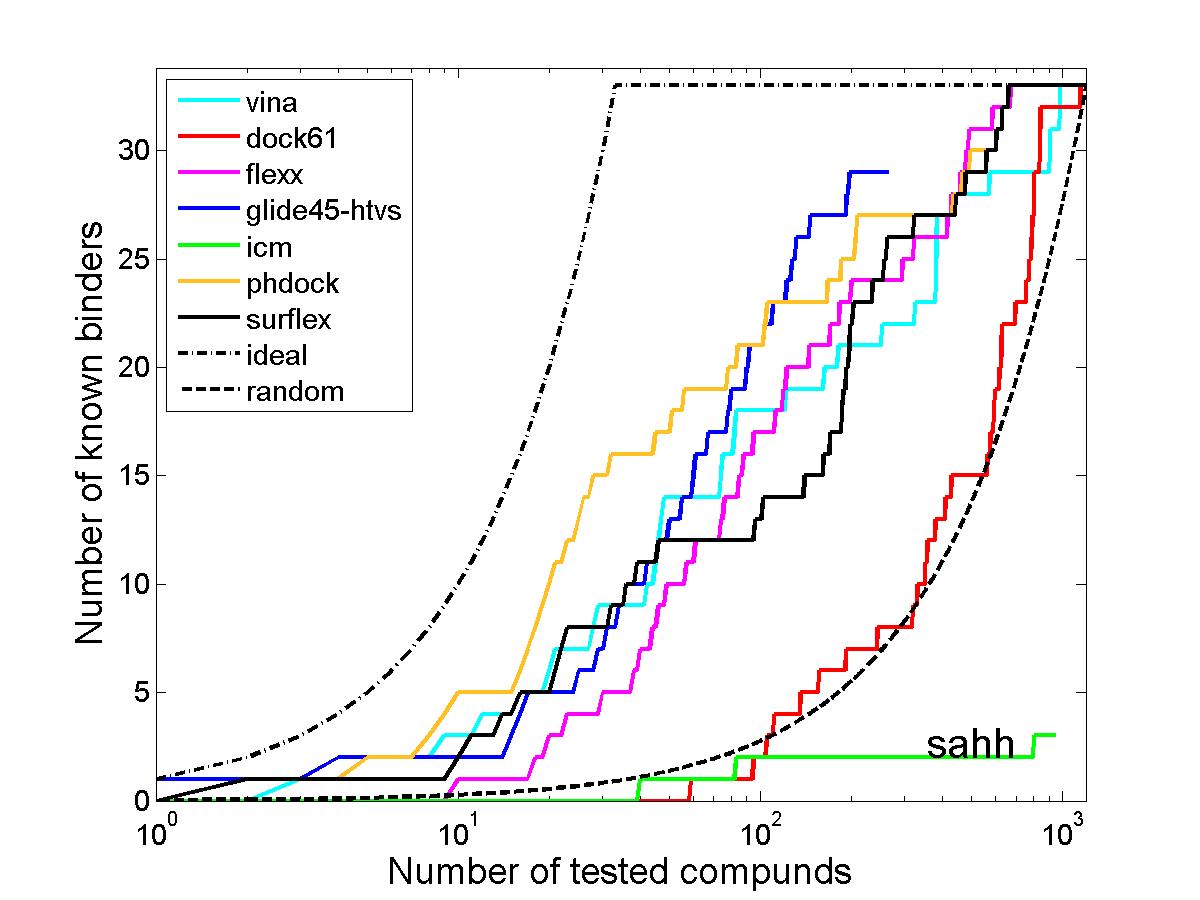 vina
dock61
flexx
glide45-htvs
icm
phdock
surflex
ideal
random
30
25
20
15
10
5
0
Number of known binders
sahh
10^0 10^1 10^2 10^3
Number of tested compunds